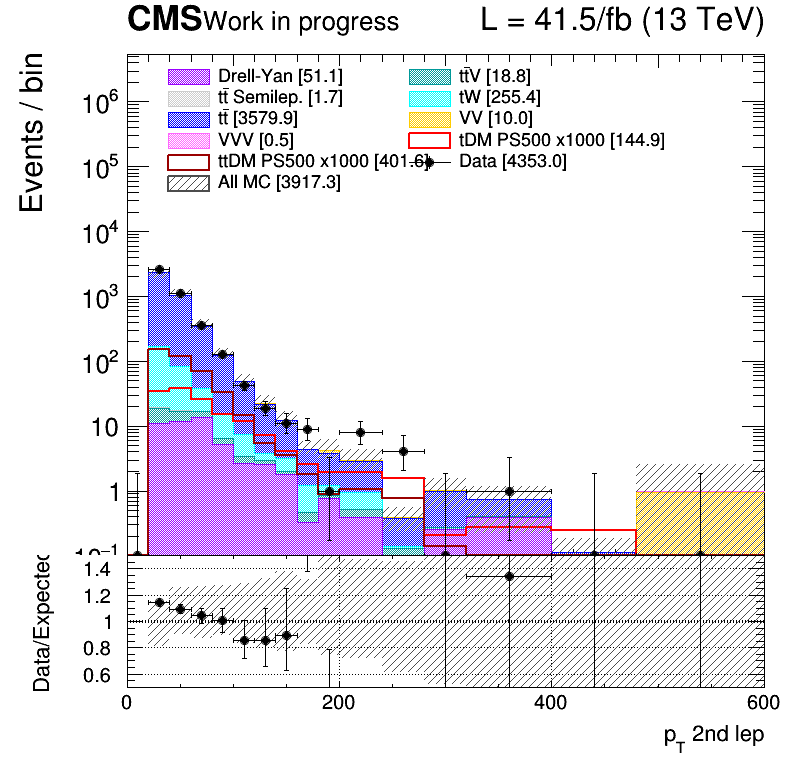 CMS Work in progress L = 41.5/fb (13 TeV)
Events / bin
Drell-Yan [51.1] tt̄V [18.8]
tt̄ Semilep. [1.7] tW [255.4]
tt̄ [3579.9] VV [10.0]
VVV [0.5] tDM PS500 x1000 [144.9]
ttDM PS500 x1000 [401.6] Data [4353.0]
All MC [3917.3]
10⁶
10⁵
10⁴
10³
10²
10
1
10⁻¹
Data/Expected
1.4
1.2
1
0.8
0.6
0 200 400 600
p_T 2nd lep